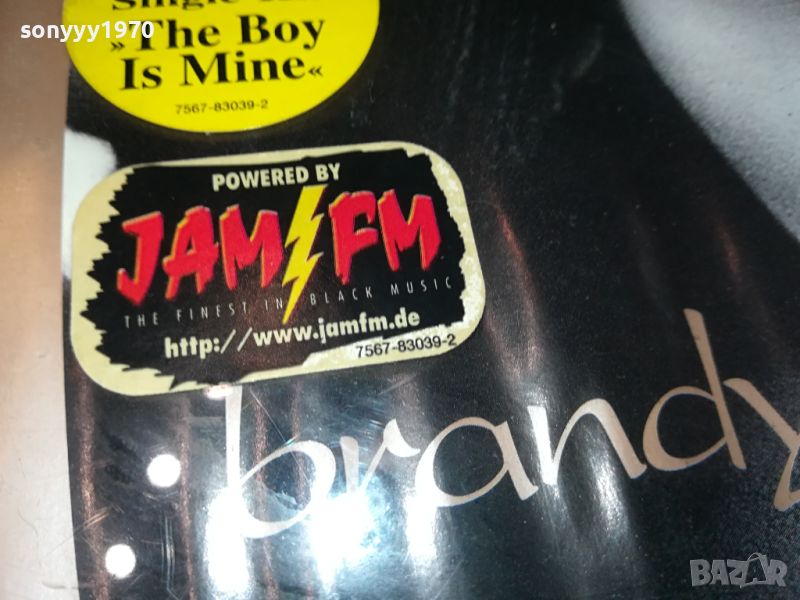 sonyyy1970
»The Boy
Is Mine«
7567-83039-2
POWERED BY
JAM FM
THE FINEST IN BLACK MUSIC
http://www.jamfm.de
7567-83039-2
brandy
BAZAR